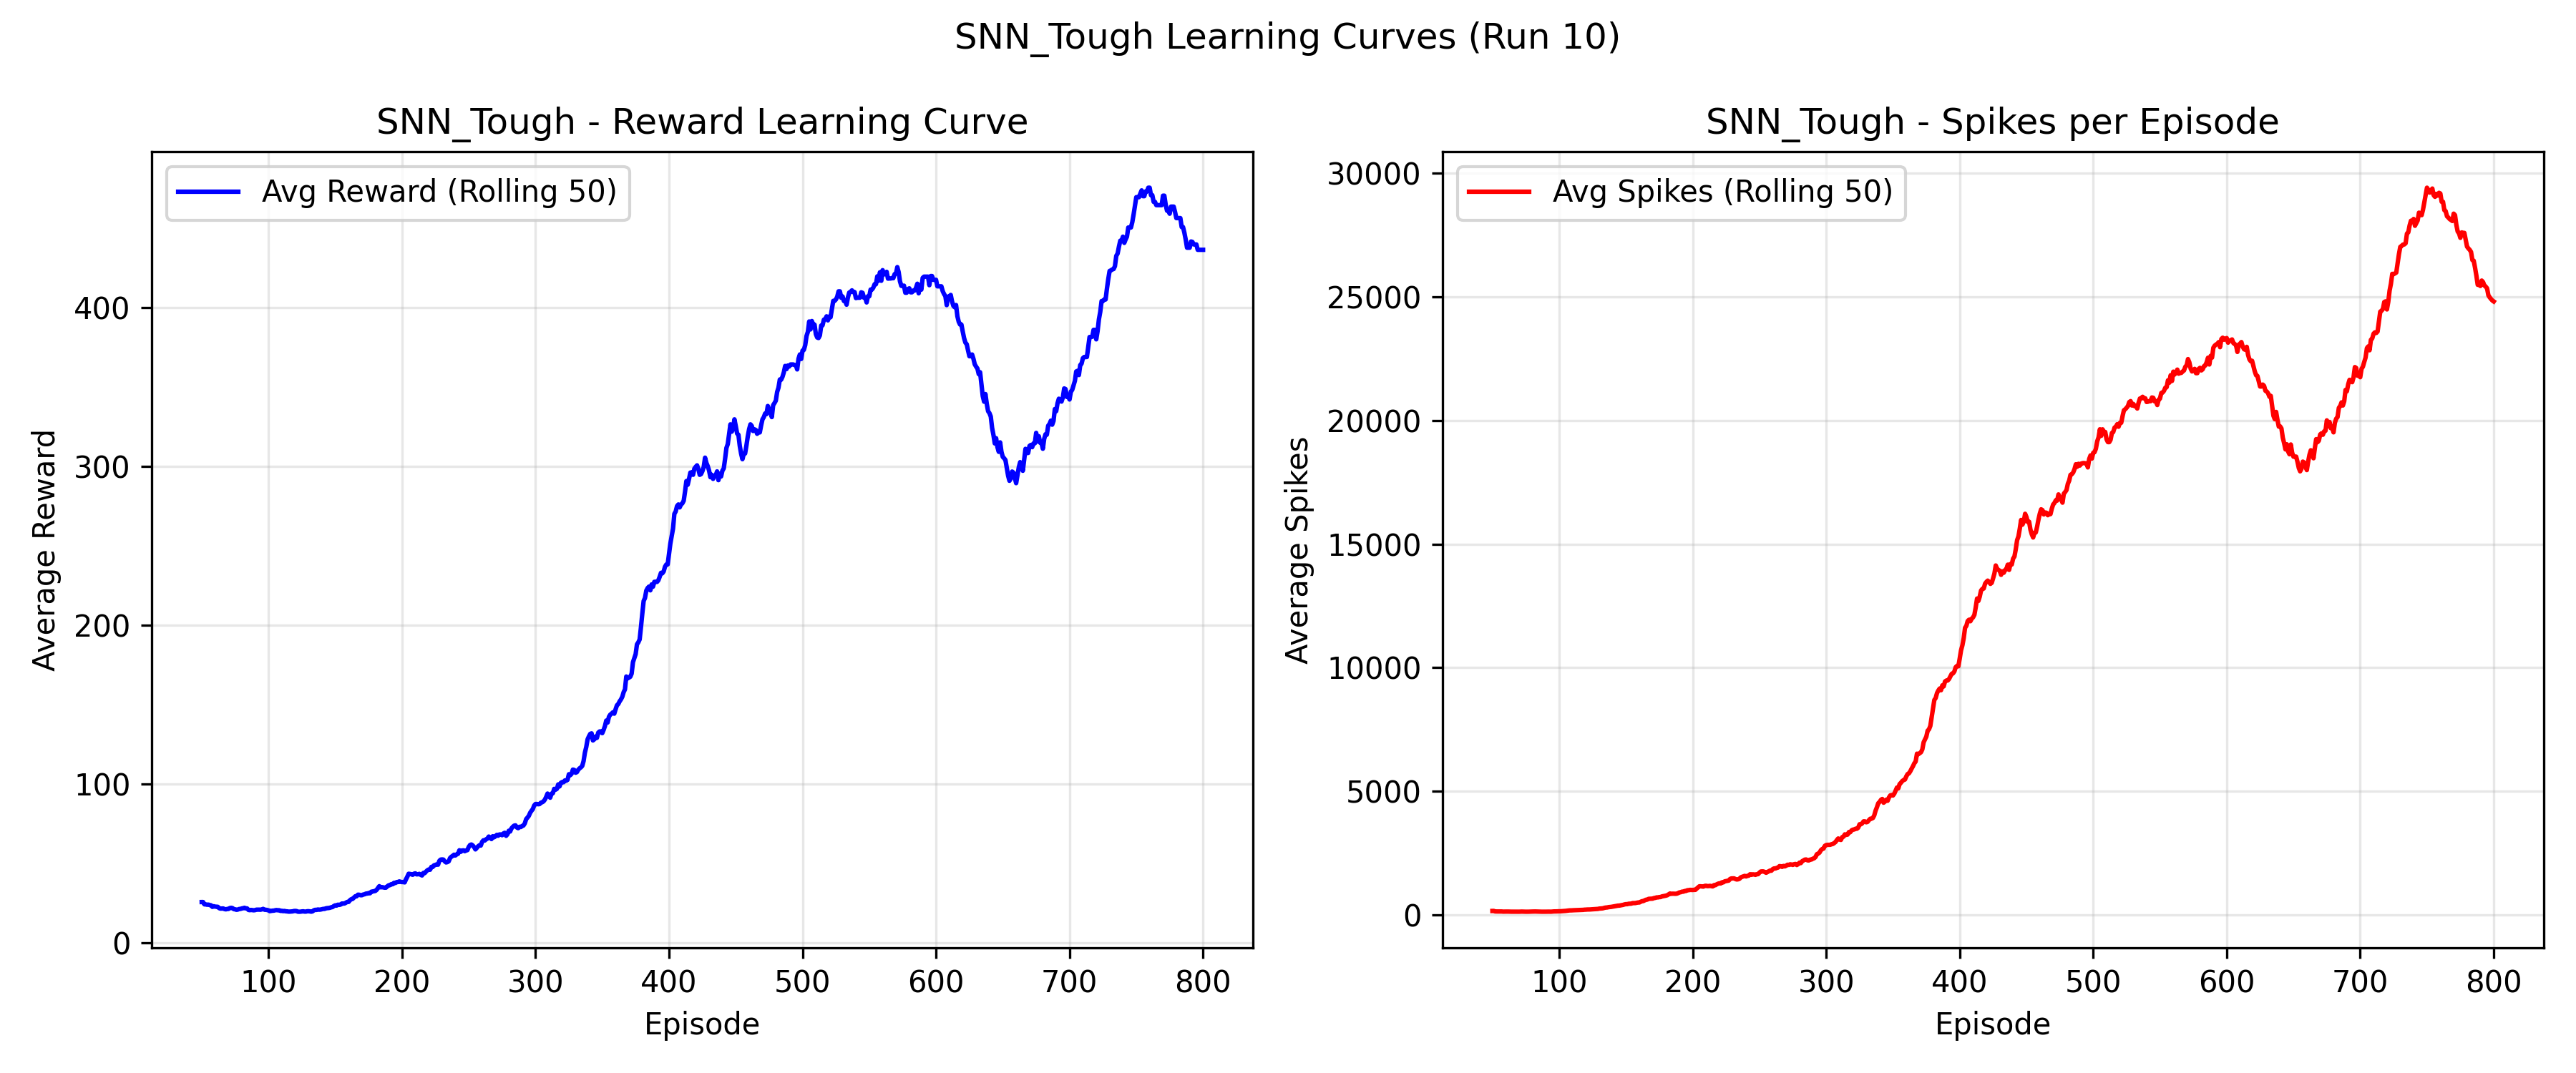 SNN_Tough Learning Curves (Run 10)
SNN_Tough - Reward Learning Curve
Avg Reward (Rolling 50)
Average Reward
400
300
200
100
0
100 200 300 400 500 600 700 800
Episode
SNN_Tough - Spikes per Episode
Avg Spikes (Rolling 50)
Average Spikes
30000
25000
20000
15000
10000
5000
0
100 200 300 400 500 600 700 800
Episode